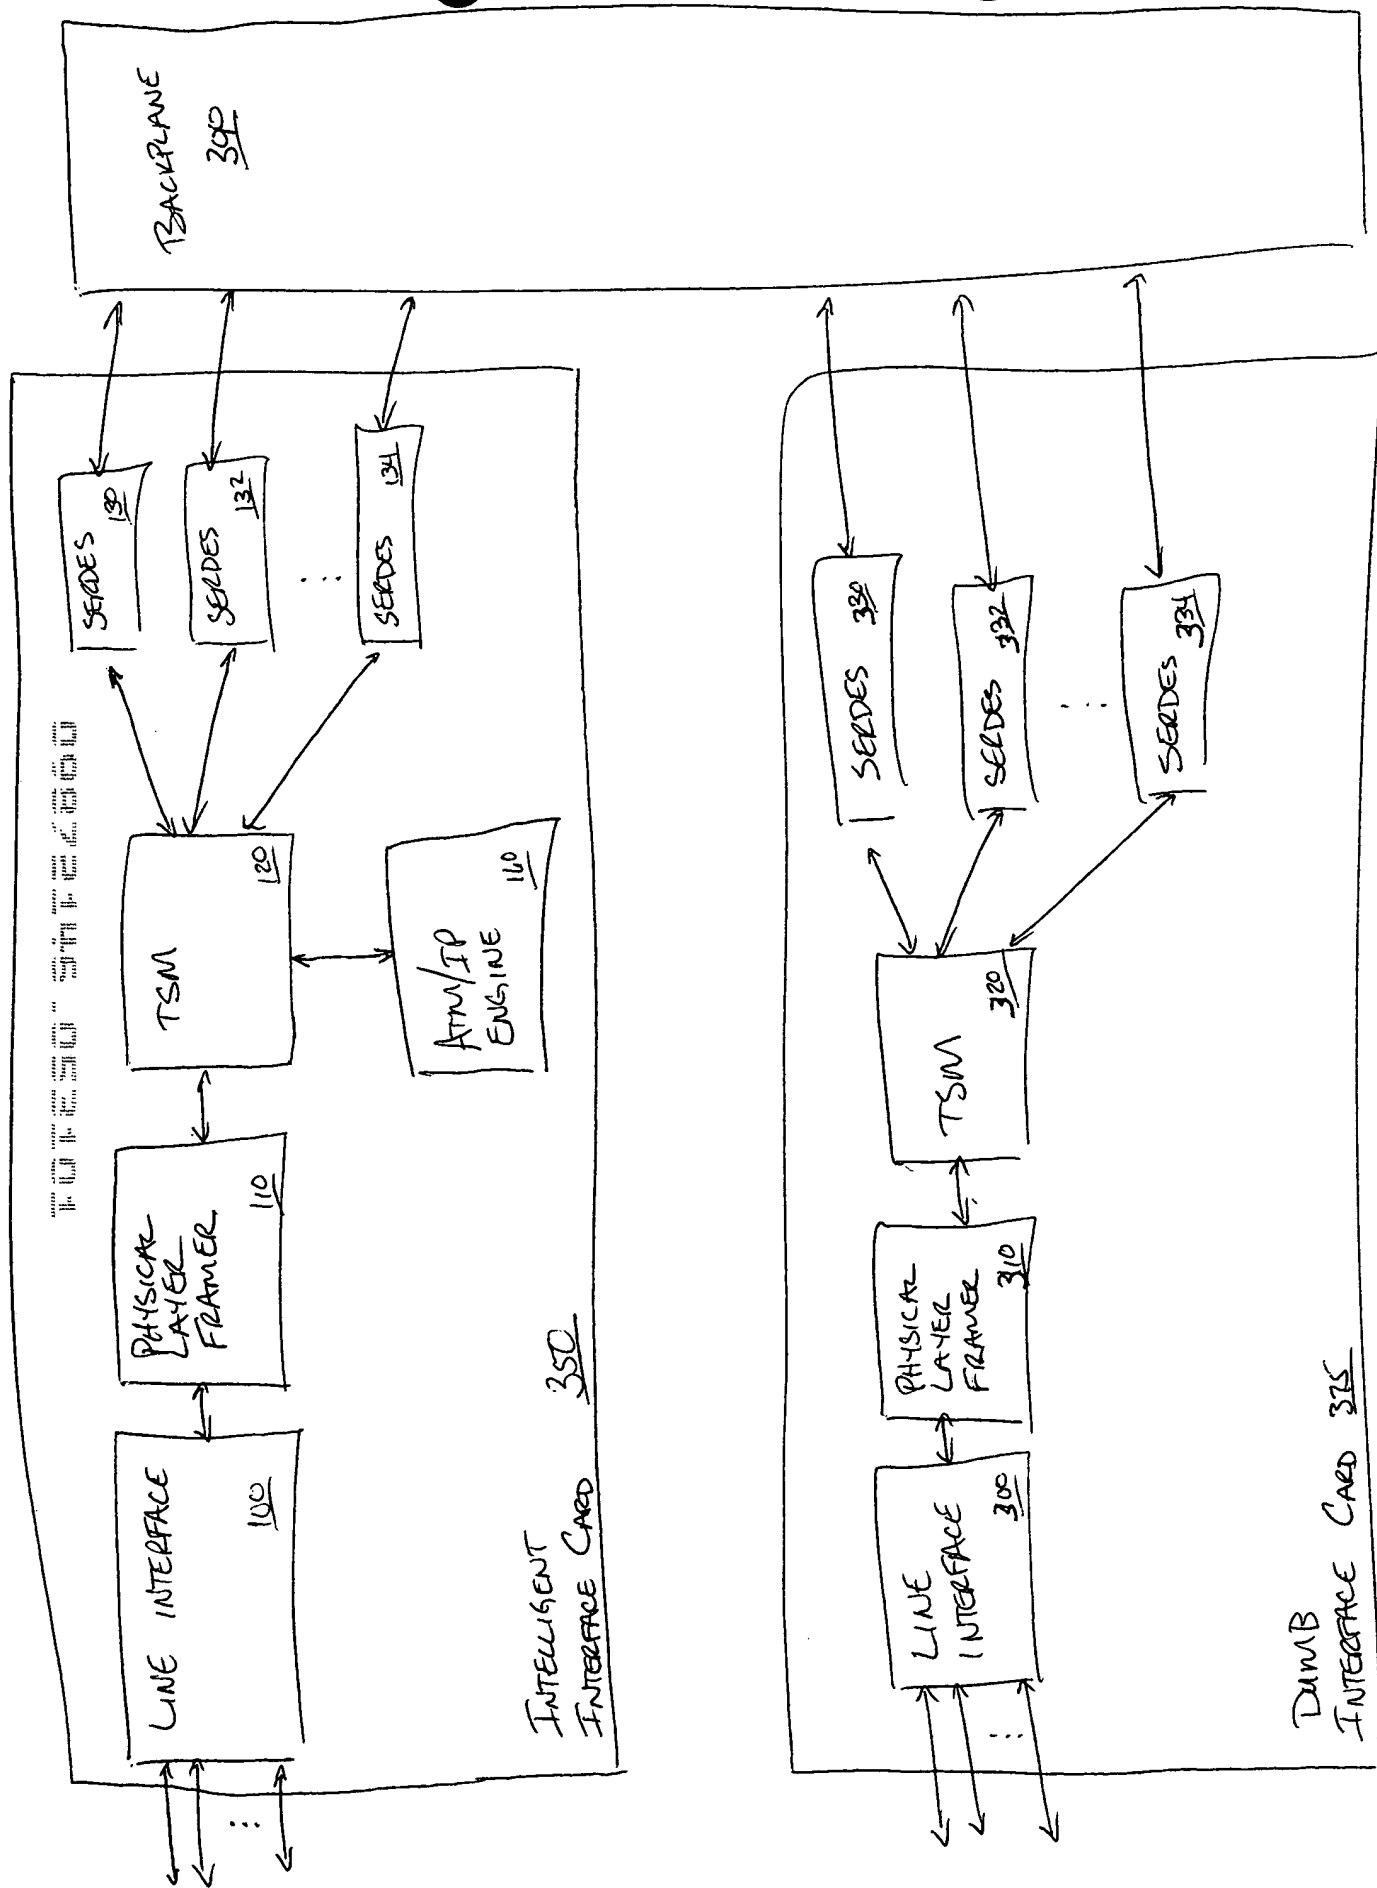 BACKPLANE
300
SERDES
130
SERDES
132
...
SERDES
134
TSM
120
ATM/IP
ENGINE
160
PHYSICAL
LAYER
FRAMER
110
LINE INTERFACE
100
...
INTELLIGENT
INTERFACE CARD 350
SERDES 330
SERDES 332
...
SERDES 334
TSM
320
PHYSICAL
LAYER
FRAMER
310
LINE
INTERFACE
300
...
DUMB
INTERFACE CARD 375